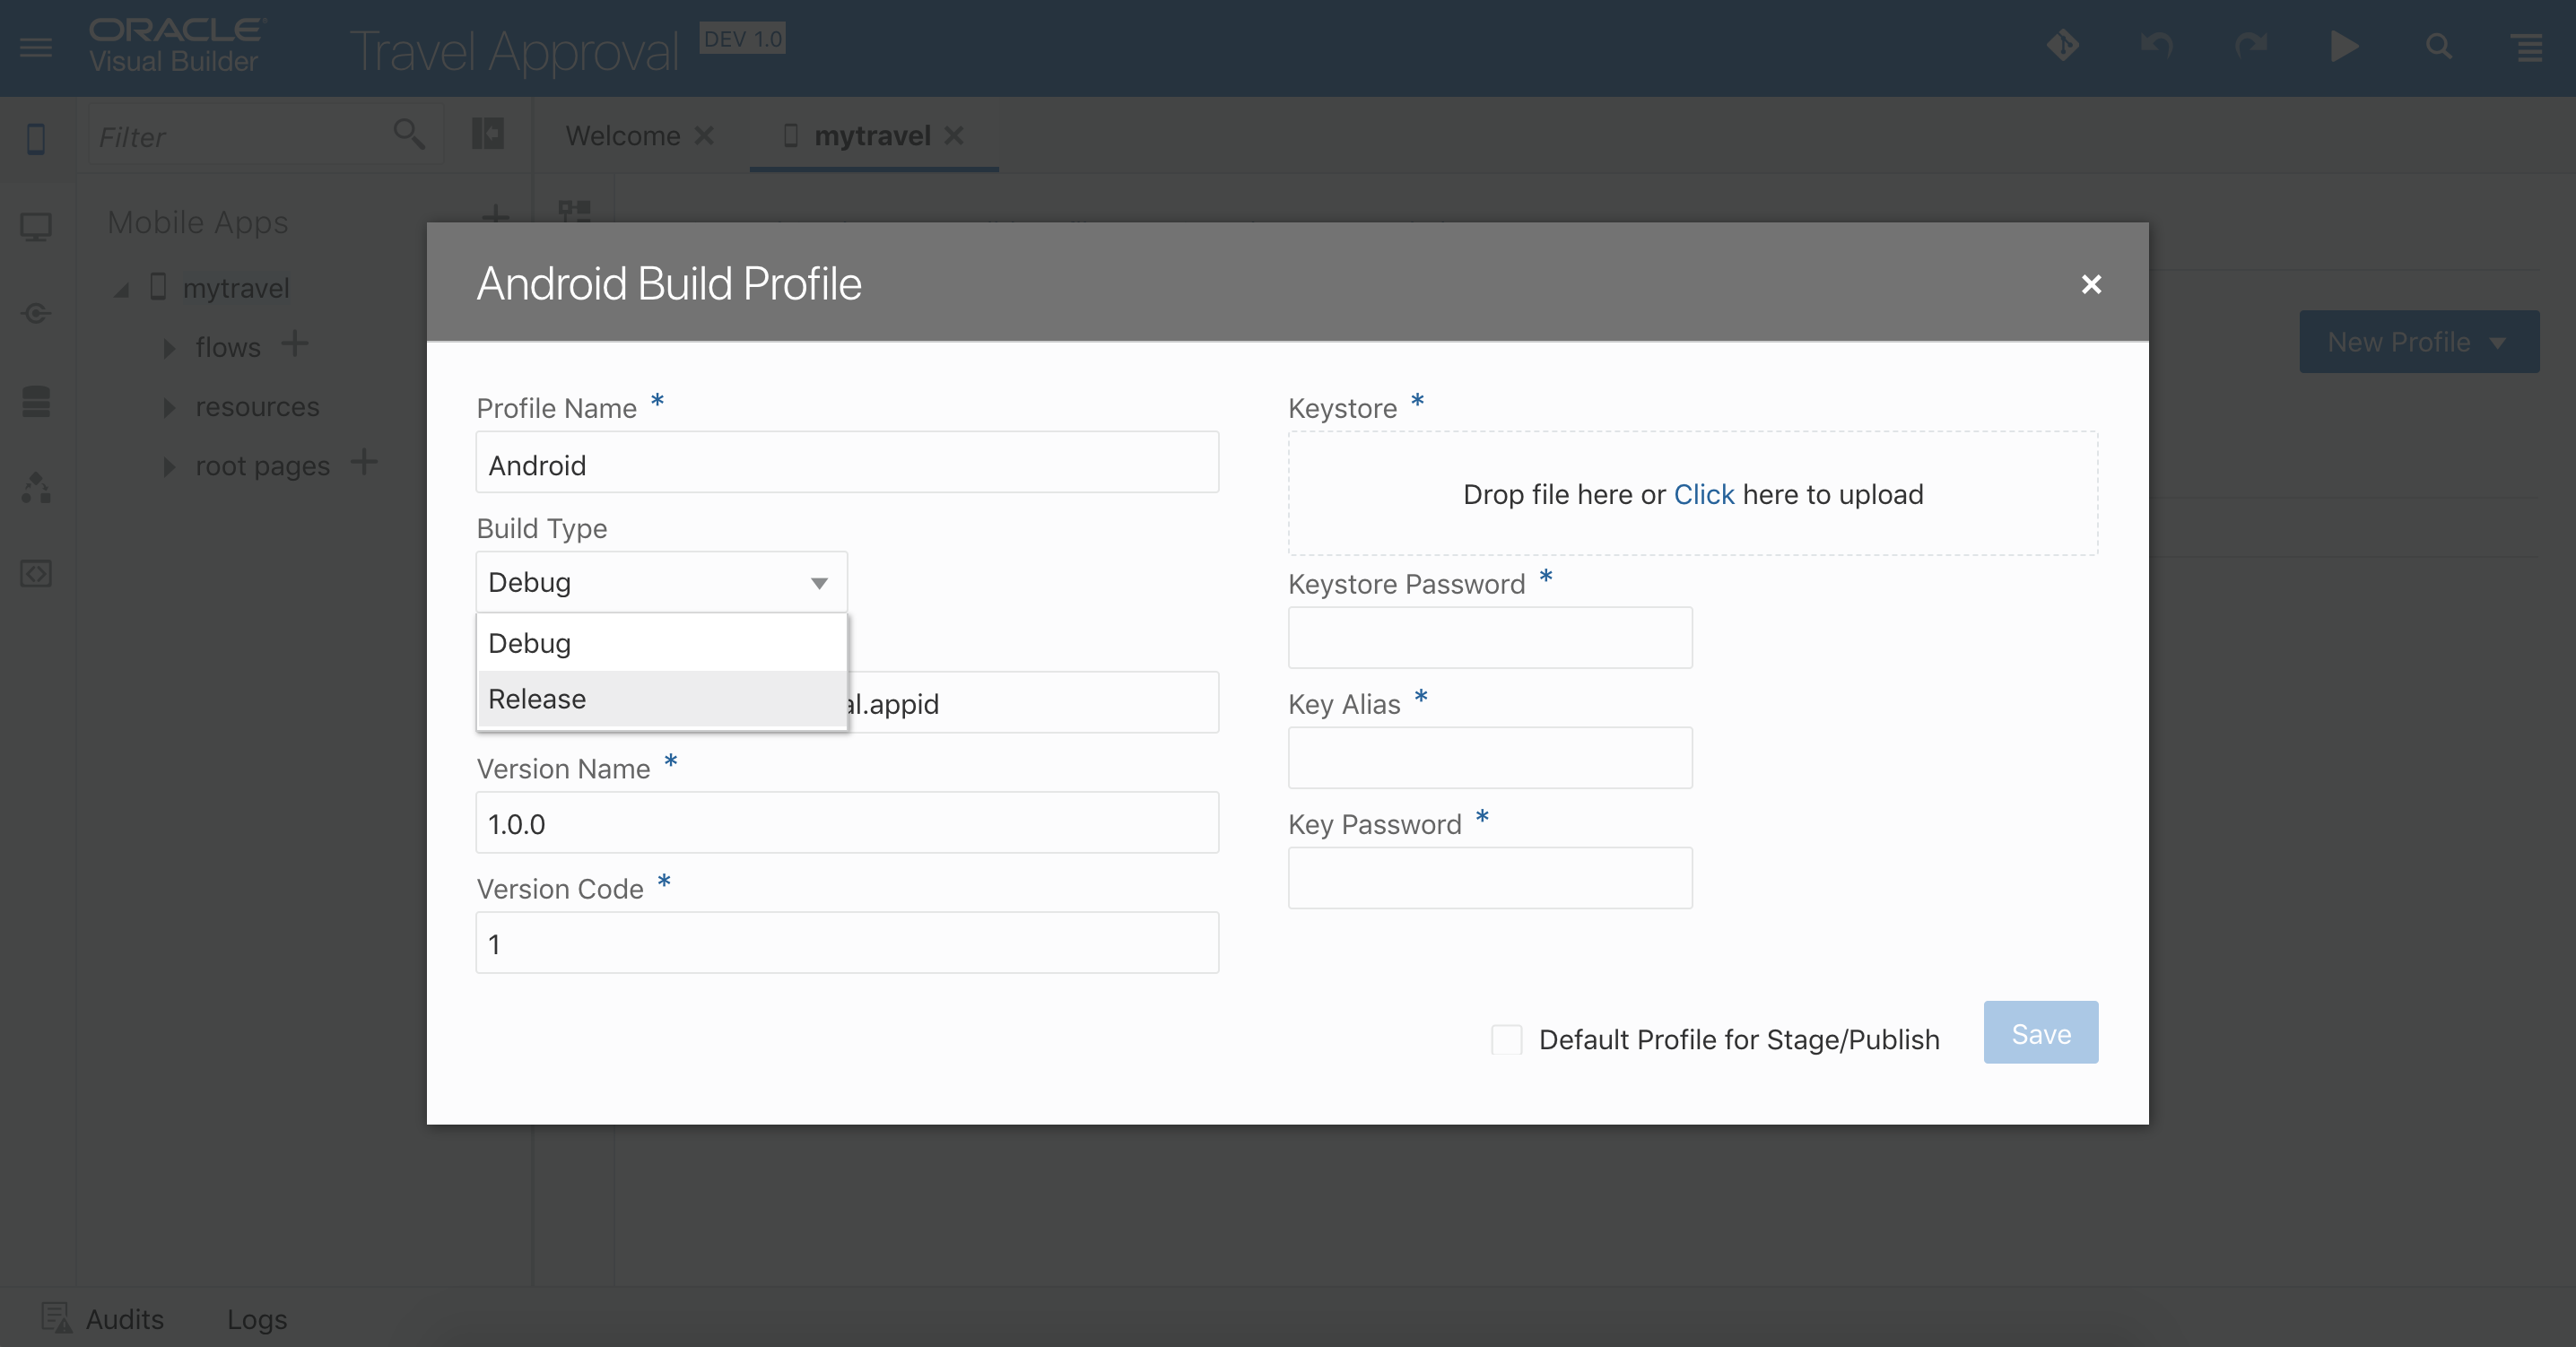 ORACLE
Visual Builder
Travel Approval
DEV 1.0
Filter
Welcome
mytravel
Mobile Apps
mytravel
flows
resources
root pages
New Profile
Android Build Profile
Profile Name *
Android
Build Type
Debug
Debug
Release
al.appid
Version Name *
1.0.0
Version Code *
1
Keystore *
Drop file here or Click here to upload
Keystore Password *
Key Alias *
Key Password *
Default Profile for Stage/Publish
Save
Audits
Logs